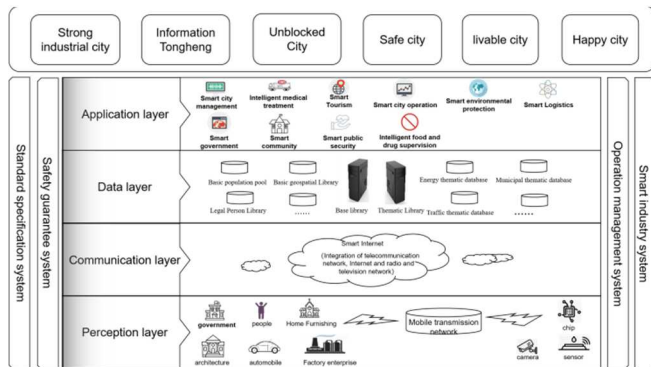 Strong
industrial city
Information
Tongheng
Unblocked
City
Safe city
livable city
Happy city
Standard specification system
Safety guarantee system
Application layer
Smart city
management
Intelligent medical
treatment
Smart
Tourism
Smart city operation
Smart environmental
protection
Smart Logistics
Smart
government
Smart
community
Smart public
security
Intelligent food and
drug supervision
Data layer
Basic population pool
Basic geospatial Library
Legal Person Library
......
Base library
Thematic Library
Energy thematic database
Municipal thematic database
Traffic thematic database
......
Communication layer
Smart Internet
(Integration of telecommunication
network, Internet and radio and
television network)
Perception layer
government
people
Home Furnishing
architecture
automobile
Factory enterprise
Mobile transmission
network
chip
camera
sensor
Operation management system
Smart industry system